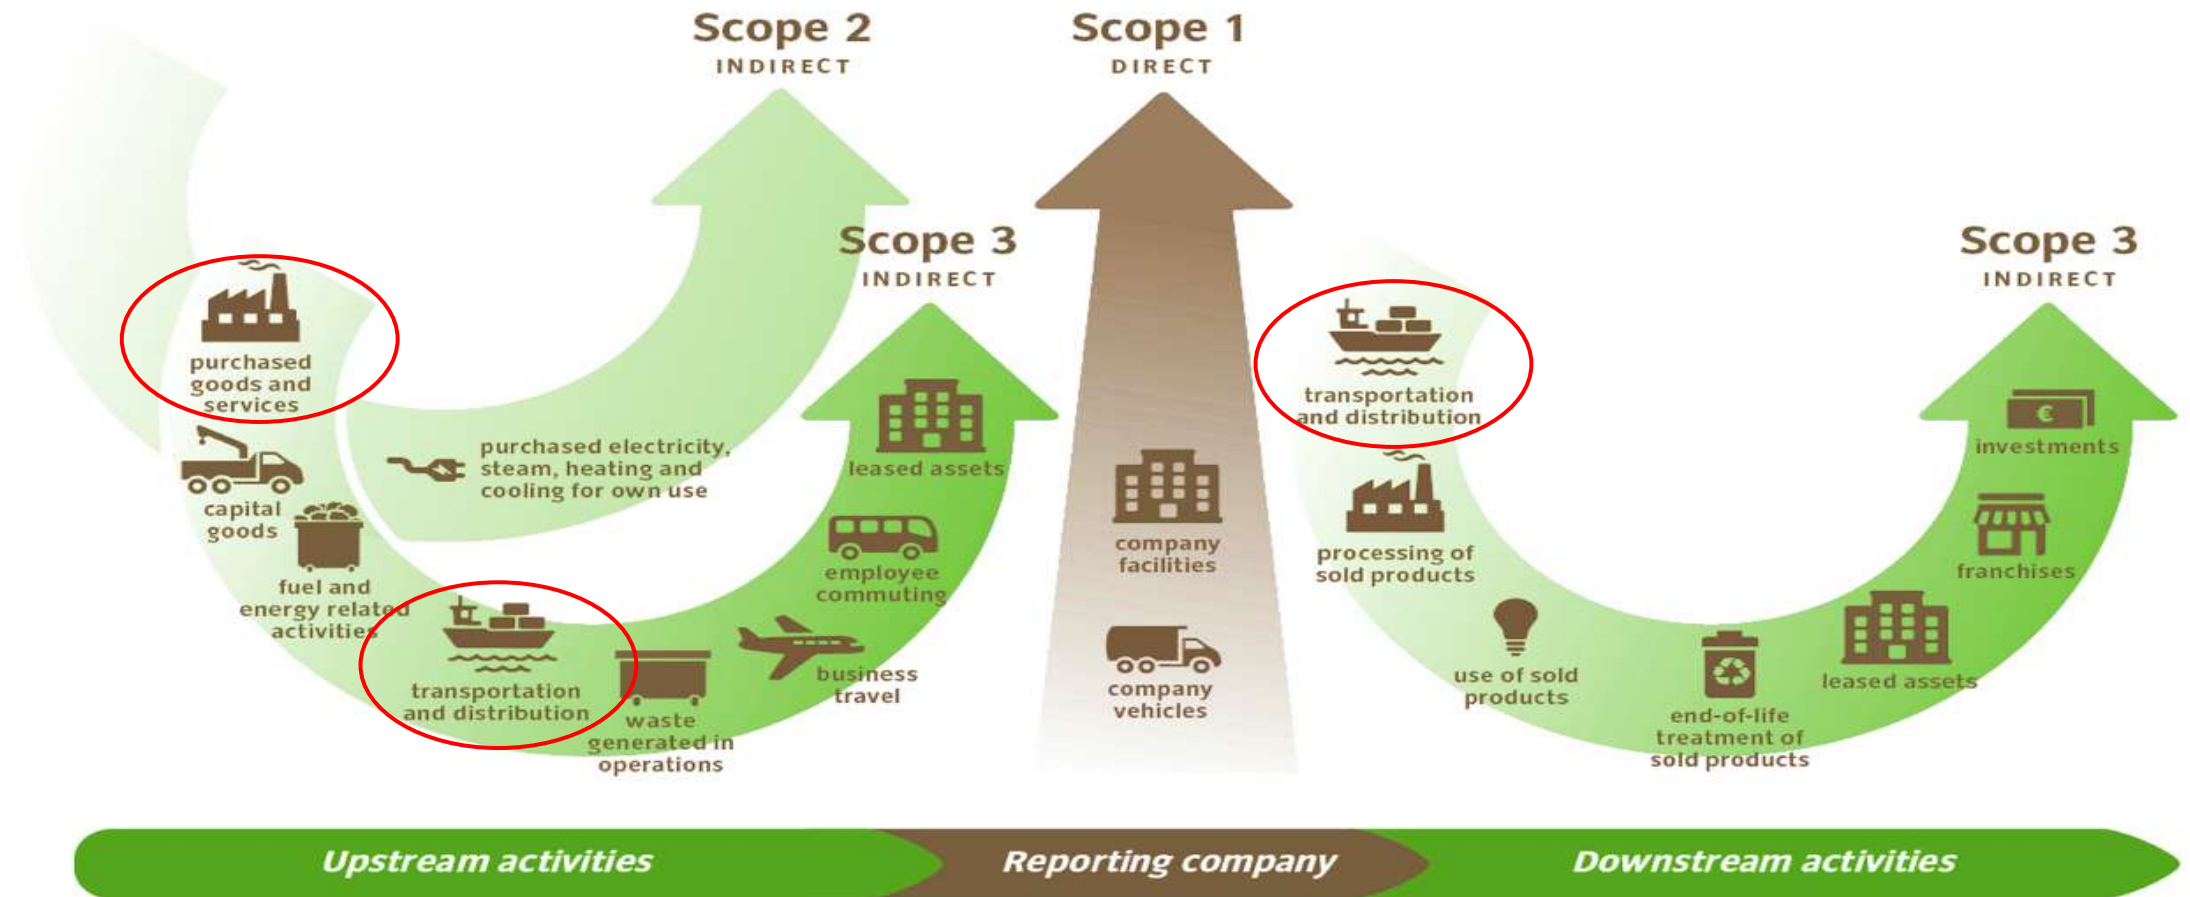 Scope 2
INDIRECT
Scope 1
DIRECT
Scope 3
INDIRECT
Scope 3
INDIRECT
purchased
goods and
services
capital
goods
fuel and
energy related
activities
transportation
and distribution
waste
generated in
operations
business
travel
employee
commuting
leased assets
purchased electricity,
steam, heating and
cooling for own use
company
facilities
company
vehicles
transportation
and distribution
processing of
sold products
use of sold
products
end-of-life
treatment of
sold products
leased assets
franchises
€
investments
Upstream activities
Reporting company
Downstream activities